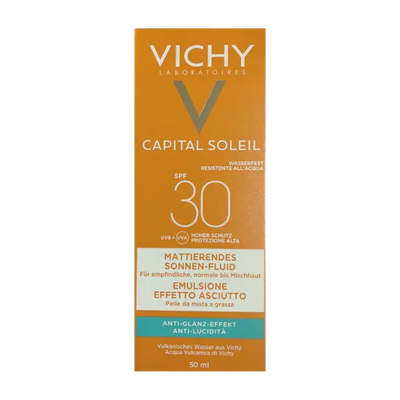 VICHY
LABORATOIRES
V
CAPITAL SOLEIL
WASSERFEST
RESISTENTE ALL'ACQUA
SPF
30
UVB + UVA
HOHER SCHUTZ
PROTEZIONE ALTA
MATTIERENDES
SONNEN-FLUID
Für empfindliche, normale bis Mischhaut
EMULSIONE
EFFETTO ASCIUTTO
Pelle da mista a grassa
ANTI-GLANZ-EFFEKT
ANTI-LUCIDITÀ
Vulkanisches Wasser aus Vichy
Acqua Vulcanica di Vichy
50 ml